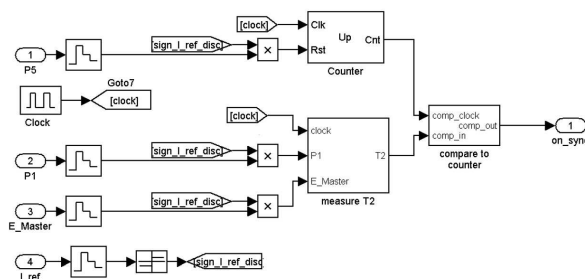 [clock]
Clk
Up
Cnt
Rst
Counter
[sign_I_ref_disc]
1
P5
Goto7
[clock]
Clock
[clock]
clock
P1
T2
E_Master
measure T2
[sign_I_ref_disc]
2
P1
[sign_I_ref_disc]
3
E_Master
comp_clock
comp_out
comp_in
compare to
counter
1
on_sync
4
I_ref
[sign_I_ref_disc]